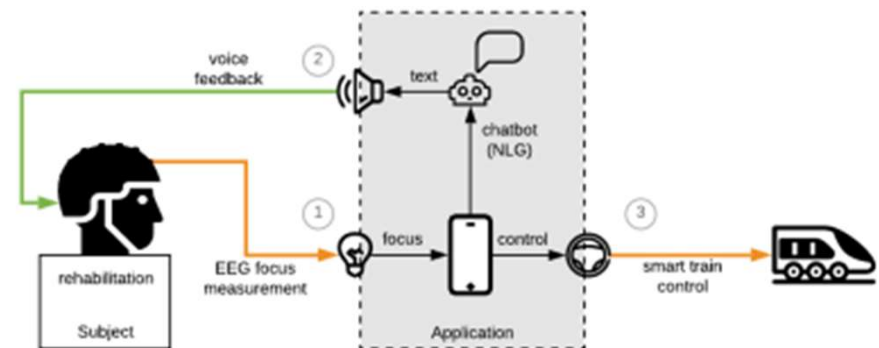 voice
feedback
2
text
chatbot
(NLG)
1
focus
control
3
EEG focus
measurement
smart train
control
rehabilitation
Subject
Application